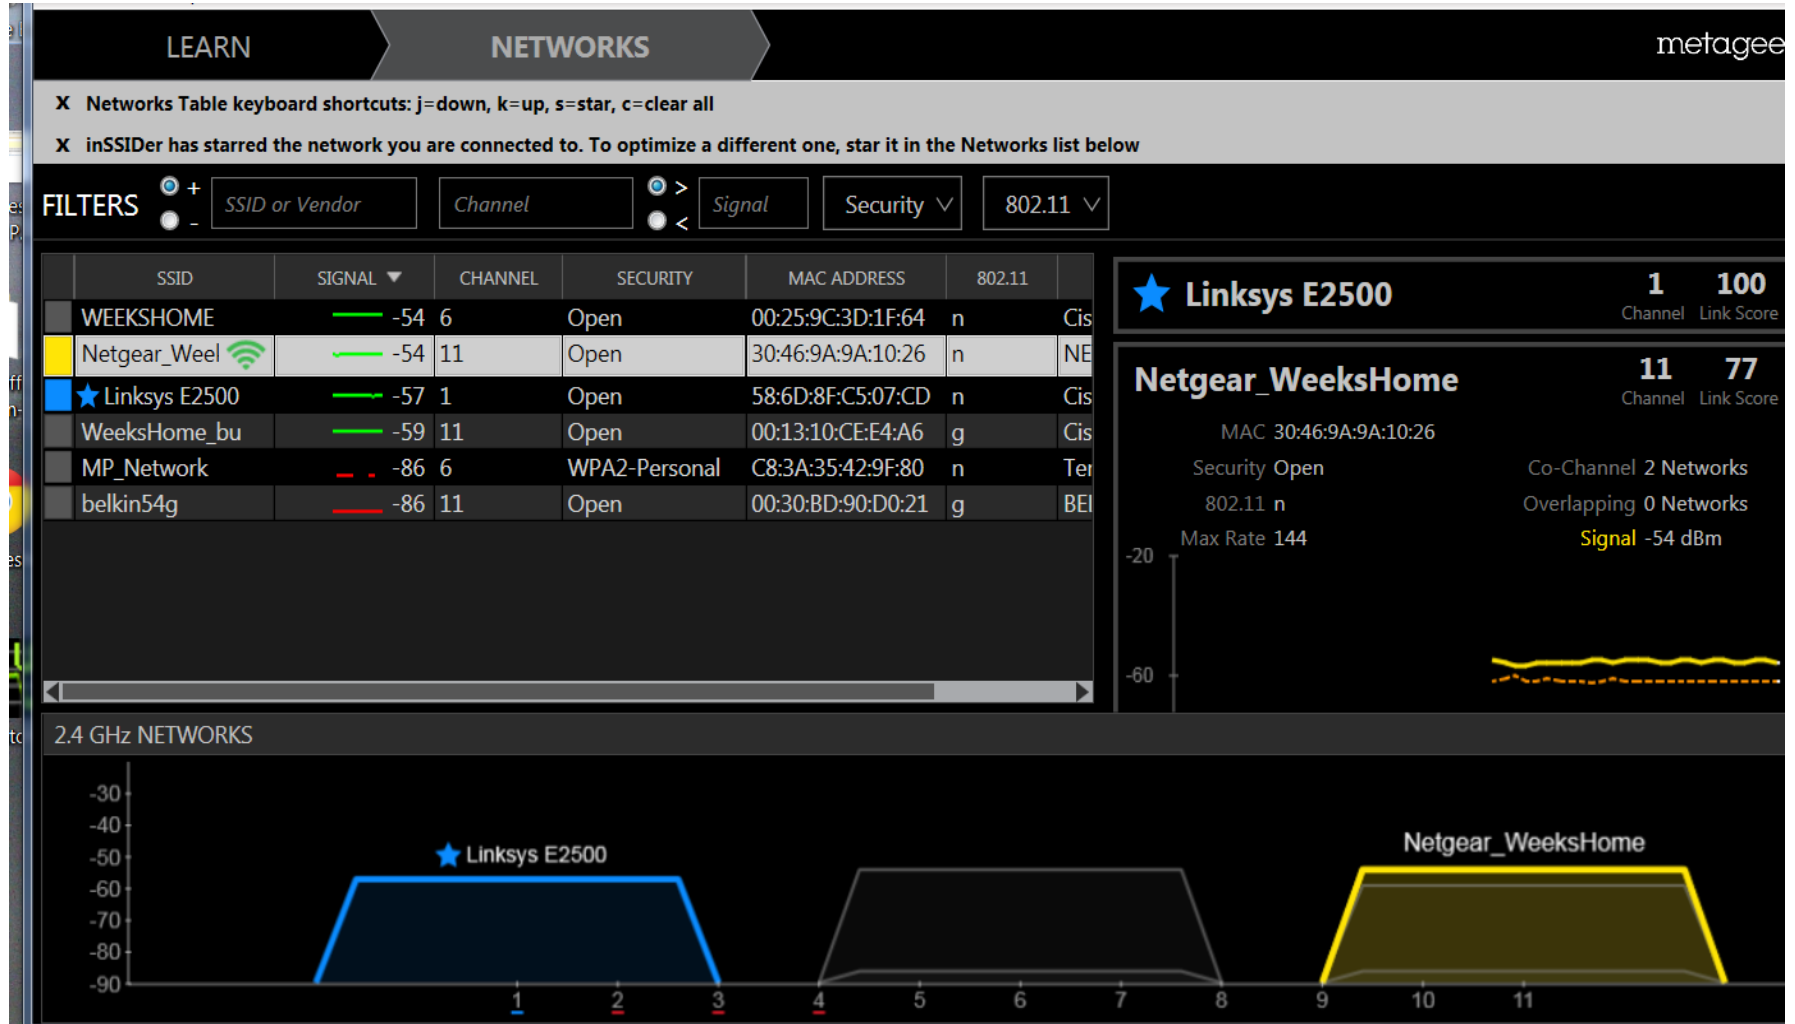 LEARN NETWORKS metagee
X Networks Table keyboard shortcuts: j=down, k=up, s=star, c=clear all
X inSSIDer has starred the network you are connected to. To optimize a different one, star it in the Networks list below
FILTERS + - SSID or Vendor Channel > < Signal Security 802.11
SSID SIGNAL CHANNEL SECURITY MAC ADDRESS 802.11
WEEKSHOME -54 6 Open 00:25:9C:3D:1F:64 n Cis
Netgear_Weel -54 11 Open 30:46:9A:9A:10:26 n NE
Linksys E2500 -57 1 Open 58:6D:8F:C5:07:CD n Cis
WeeksHome_bu -59 11 Open 00:13:10:CE:E4:A6 g Cis
MP_Network -86 6 WPA2-Personal C8:3A:35:42:9F:80 n Ter
belkin54g -86 11 Open 00:30:BD:90:D0:21 g BEI
Linksys E2500 1 100
Channel Link Score
Netgear_WeeksHome 11 77
Channel Link Score
MAC 30:46:9A:9A:10:26
Security Open Co-Channel 2 Networks
802.11 n Overlapping 0 Networks
Max Rate 144 Signal -54 dBm
-20
-60
2.4 GHz NETWORKS
-30
-40
-50
-60
-70
-80
-90
Linksys E2500
Netgear_WeeksHome
1 2 3 4 5 6 7 8 9 10 11